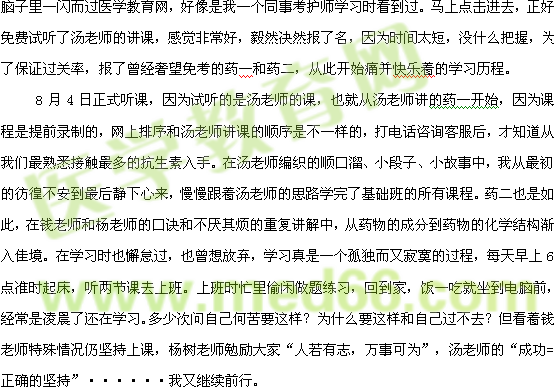 脑子里一闪而过医学教育网，好像是我一个同事考护师学习时看到过。马上点击进去，正好
免费试听了汤老师的讲课，感觉非常好，毅然决然报了名，因为时间太短，没什么把握，为
了保证过关率，报了曾经奢望免考的药一和药二，从此开始痛并快乐着的学习历程。
8 月 4 日正式听课，因为试听的是汤老师的课，也就从汤老师讲的药一开始，因为课
程是提前录制的，网上排序和汤老师讲课的顺序是不一样的，打电话咨询客服后，才知道从
我们最熟悉接触最多的抗生素入手。在汤老师编织的顺口溜、小段子、小故事中，我从最初
的彷徨不安到最后静下心来，慢慢跟着汤老师的思路学完了基础班的所有课程。药二也是如
此，在钱老师和杨老师的口诀和不厌其烦的重复讲解中，从药物的成分到药物的化学结构渐
入佳境。在学习时也懈怠过，也曾想放弃，学习真是一个孤独而又寂寞的过程，每天早上 6
点准时起床，听两节课去上班。上班时忙里偷闲做题练习，回到家，饭一吃就坐到电脑前，
经常是凌晨了还在学习。多少次问自己何苦要这样？为什么要这样和自己过不去？但看着钱
老师特殊情况仍坚持上课，杨树老师勉励大家“人若有志，万事可为”，汤老师的“成功=
正确的坚持”······我又继续前行。
医学教育网
www.med66.com